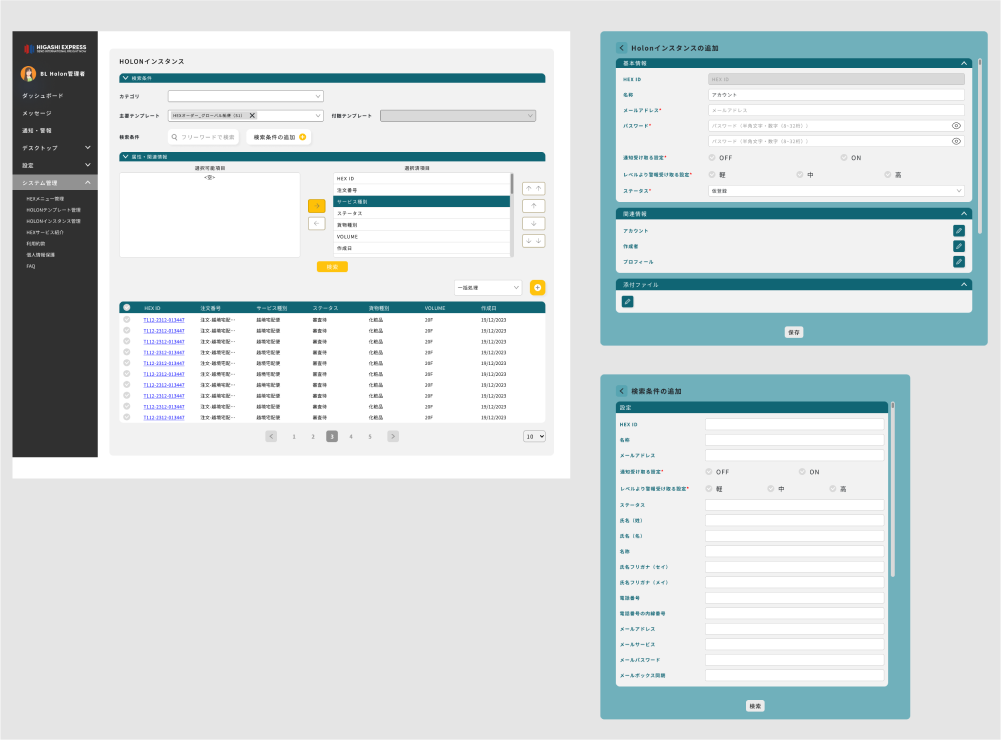 HIGASHI EXPRESS
BL Holon管理者
ダッシュボード
メッセージ
通知・警報
デスクトップ
設定
システム管理
HEXメニュー管理
HOLONテンプレート管理
HOLONインスタンス管理
HEXサービス紹介
利用約款
個人情報保護
FAQ
HOLONインスタンス
検索条件
カテゴリ
主要テンプレート
HEXオーダー_グローバル処理（S1）
付随テンプレート
検索条件
フリーワードで検索
検索条件の追加
属性・関連情報
選択可能項目
選択済項目
<空>
HEX ID
注文番号
サービス種別
ステータス
貨物種別
VOLUME
作成日
検索
一括処理
HEX ID 注文番号 サービス種別 ステータス 貨物種別 VOLUME 作成日
T112-2312-013447 注文-越境宅配… 越境宅配便 審査待 化粧品 20F 19/12/2023
T112-2312-013447 注文-越境宅配… 越境宅配便 審査待 化粧品 20F 19/12/2023
T112-2312-013447 注文-越境宅配… 越境宅配便 審査待 化粧品 20F 19/12/2023
T112-2312-013447 注文-越境宅配… 越境宅配便 審査待 化粧品 20F 19/12/2023
T112-2312-013447 注文-越境宅配… 越境宅配便 審査待 化粧品 20F 19/12/2023
T112-2312-013447 注文-越境宅配… 越境宅配便 審査待 化粧品 20F 19/12/2023
T112-2312-013447 注文-越境宅配… 越境宅配便 審査待 化粧品 20F 19/12/2023
T112-2312-013447 注文-越境宅配… 越境宅配便 審査待 化粧品 20F 19/12/2023
T112-2312-013447 注文-越境宅配… 越境宅配便 審査待 化粧品 20F 19/12/2023
T112-2312-013447 注文-越境宅配… 越境宅配便 審査待 化粧品 20F 19/12/2023
1 2 3 4 5
10
Holonインスタンスの追加
基本情報
HEX ID
HEX ID
名称
アカウント
メールアドレス*
メールアドレス
パスワード*
パスワード（半角文字・数字（8-32桁））
パスワード（半角文字・数字（8-32桁））
通知受け取る設定*
OFF ON
レベルより警報受け取る設定*
軽 中 高
ステータス*
仮登録
関連情報
アカウント
作成者
プロフィール
添付ファイル
保存
検索条件の追加
設定
HEX ID
名称
メールアドレス
通知受け取る設定*
OFF ON
レベルより警報受け取る設定*
軽 中 高
ステータス
氏名（姓）
氏名（名）
名称
氏名フリガナ（セイ）
氏名フリガナ（メイ）
電話番号
電話番号の内線番号
メールアドレス
メールサービス
メールパスワード
メールボックス同期
検索